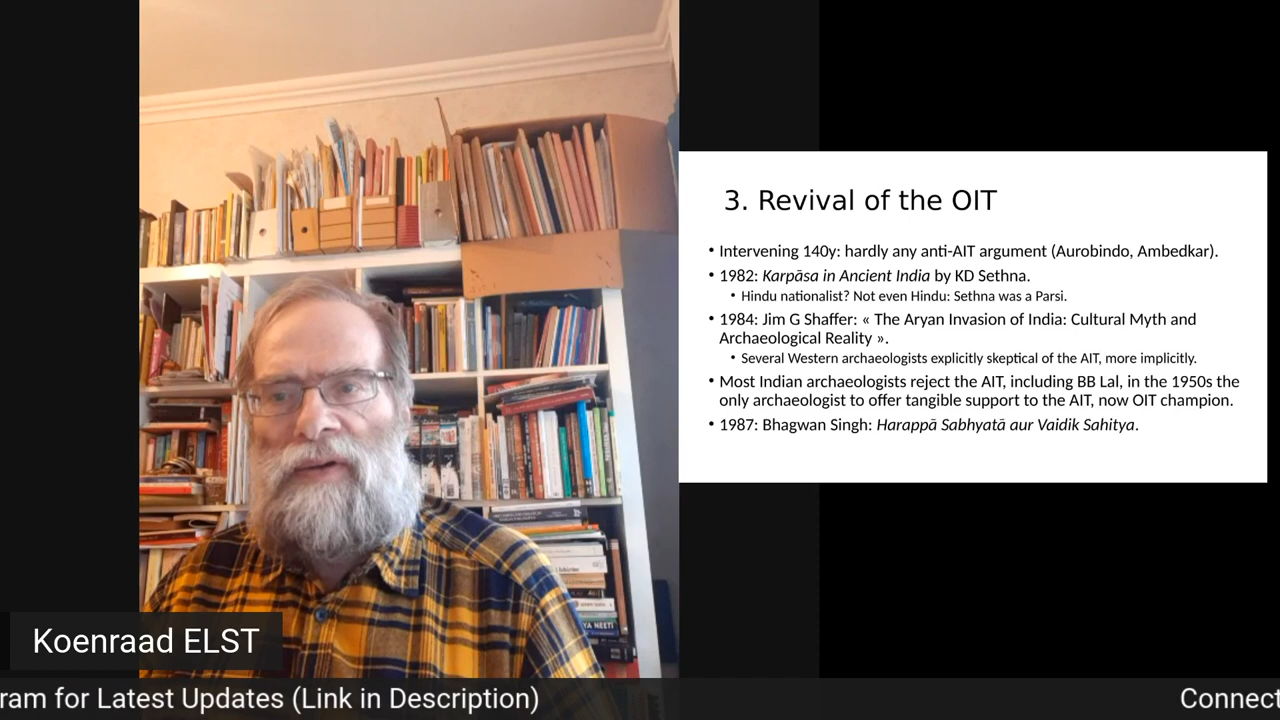 3. Revival of the OIT
• Intervening 140y: hardly any anti-AIT argument (Aurobindo, Ambedkar).
• 1982: Karpāsa in Ancient India by KD Sethna.
• Hindu nationalist? Not even Hindu: Sethna was a Parsi.
• 1984: Jim G Shaffer: « The Aryan Invasion of India: Cultural Myth and
Archaeological Reality ».
• Several Western archaeologists explicitly skeptical of the AIT, more implicitly.
• Most Indian archaeologists reject the AIT, including BB Lal, in the 1950s the
only archaeologist to offer tangible support to the AIT, now OIT champion.
• 1987: Bhagwan Singh: Harappā Sabhyatā aur Vaidik Sahitya.
NEETI
Koenraad ELST
ram for Latest Updates (Link in Description)
Connect